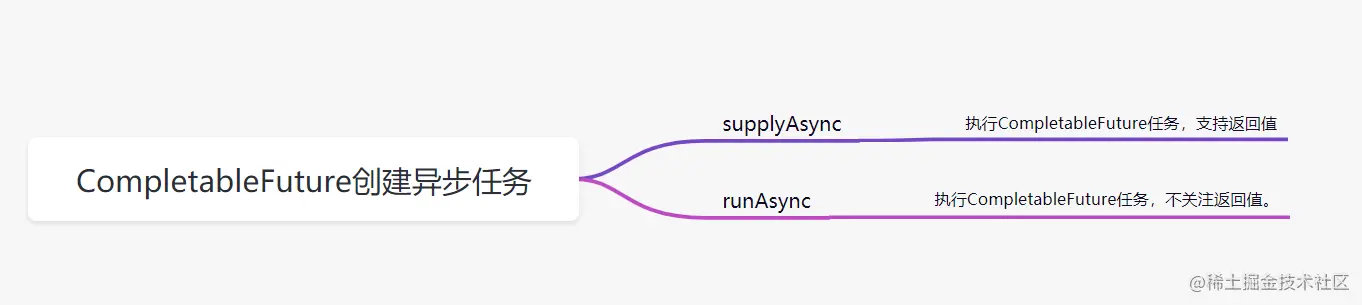 supplyAsync
执行CompletableFuture任务，支持返回值
CompletableFuture创建异步任务
runAsync
执行CompletableFuture任务，不关注返回值。
@稀土掘金技术社区